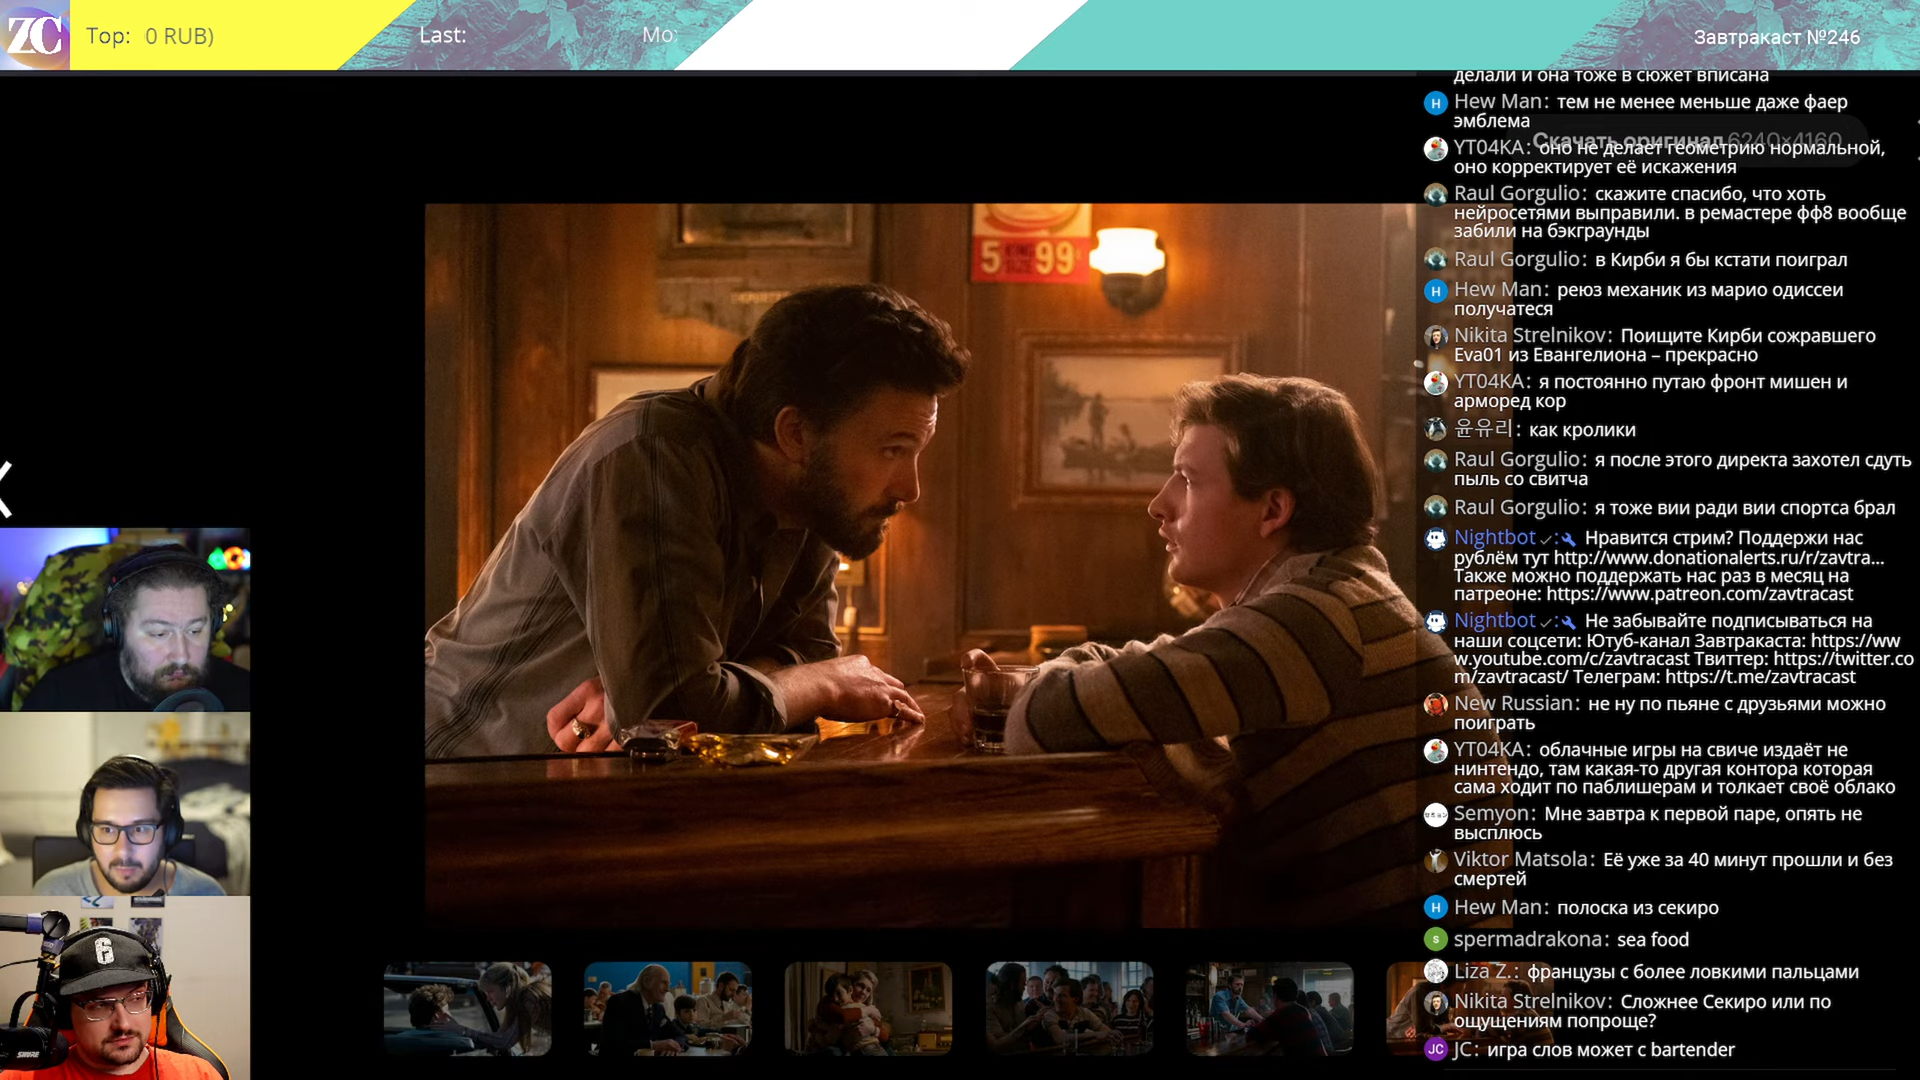 ZC
Top: 0 RUB)
Last:
Завтракаст №246
делали и она тоже в сюжет вписана
Hew Man: тем не менее меньше даже фаер
эмблема
Скачать оригинал 6240×4160
YT04KA: оно не делает геометрию нормальной,
оно корректирует её искажения
Raul Gorgulio: скажите спасибо, что хоть
нейросетями выправили. в ремастере фф8 вообще
забили на бэкграунды
Raul Gorgulio: в Кирби я бы кстати поиграл
Hew Man: реюз механик из марио одиссеи
получатеся
Nikita Strelnikov: Поищите Кирби сожравшего
Eva01 из Евангелиона – прекрасно
YT04KA: я постоянно путаю фронт мишен и
арморед кор
윤유리: как кролики
Raul Gorgulio: я после этого директа захотел сдуть
пыль со свитча
Raul Gorgulio: я тоже вии ради вии спортса брал
Nightbot: Нравится стрим? Поддержи нас
рублём тут http://www.donationalerts.ru/r/zavtra...
Также можно поддержать нас раз в месяц на
патреоне: https://www.patreon.com/zavtracast
Nightbot: Не забывайте подписываться на
наши соцсети: Ютуб-канал Завтракаста: https://ww
w.youtube.com/c/zavtracast Твиттер: https://twitter.co
m/zavtracast/ Телеграм: https://t.me/zavtracast
New Russian: не ну по пьяне с друзьями можно
поиграть
YT04KA: облачные игры на свиче издаёт не
нинтендо, там какая-то другая контора которая
сама ходит по паблишерам и толкает своё облако
Semyon: Мне завтра к первой паре, опять не
высплюсь
Viktor Matsola: Её уже за 40 минут прошли и без
смертей
Hew Man: полоска из секиро
spermadrakona: sea food
Liza Z.: французы с более ловкими пальцами
Nikita Strelnikov: Сложнее Секиро или по
ощущениям попроще?
JC: игра слов может с bartender
5 99
SHURE